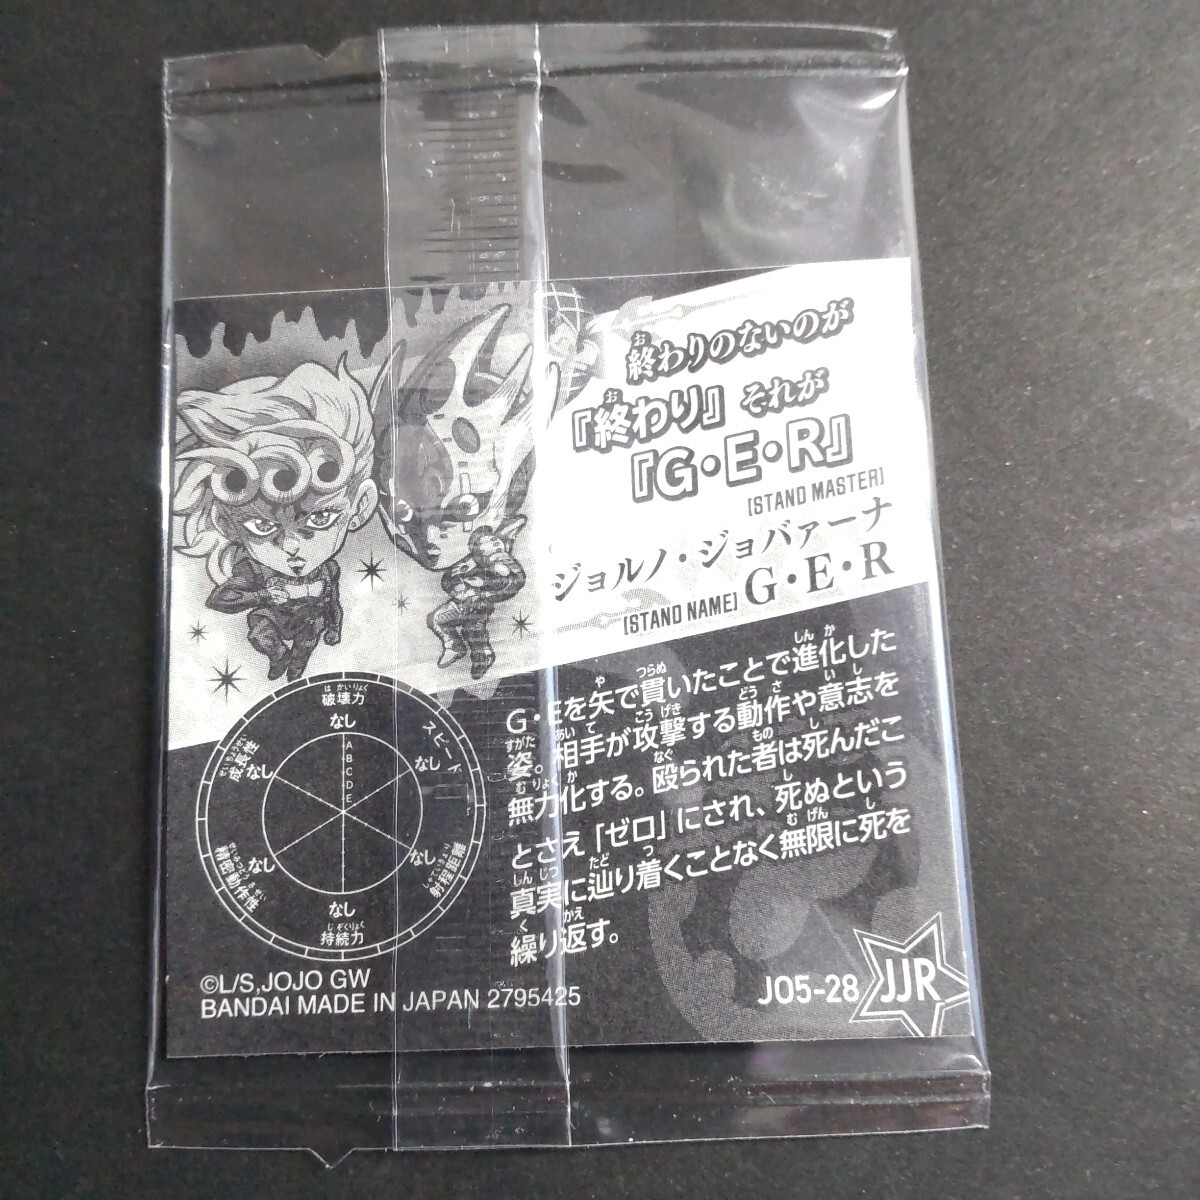 終わりのないのが
『終わり』それが
『G・E・R』
[STAND MASTER]
ジョルノ・ジョバァーナ
[STAND NAME] G・E・R
G・Eを矢で貫いたことで進化した
姿。相手が攻撃する動作や意志を
無力化する。殴られた者は死んだこ
とさえ「ゼロ」にされ、死ぬという
真実に辿り着くことなく無限に死を
繰り返す。
破壊力
なし
スピード
なし
射程距離
なし
持続力
なし
精密動作性
なし
成長性
なし
A
B
C
D
E
©L/S,JOJO GW
BANDAI MADE IN JAPAN 2795425
JO5-28
JJR